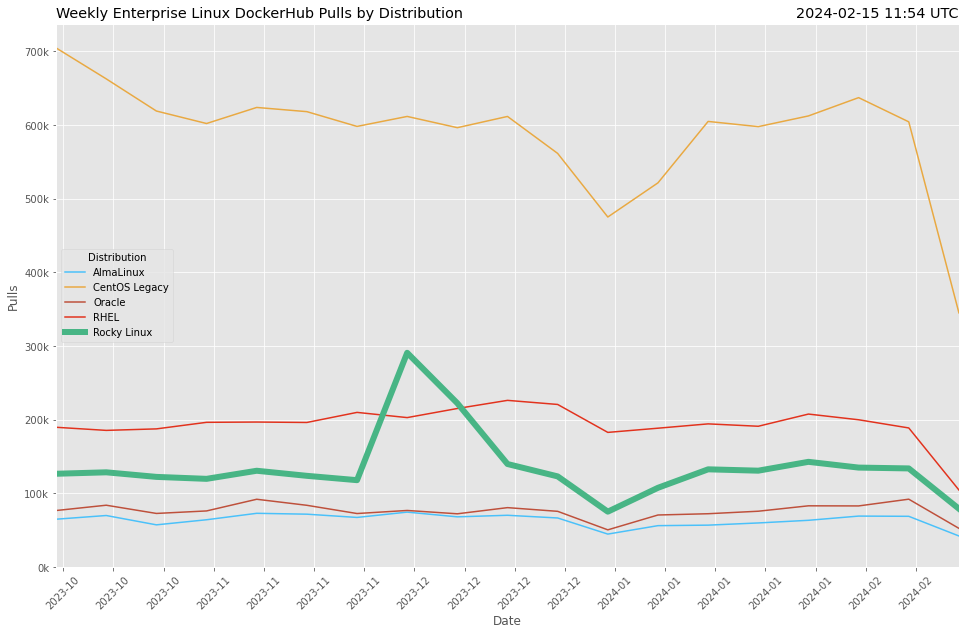 Weekly Enterprise Linux DockerHub Pulls by Distribution
2024-02-15 11:54 UTC
700k
600k
500k
400k
300k
200k
100k
0k
Pulls
Distribution
AlmaLinux
CentOS Legacy
Oracle
RHEL
Rocky Linux
2023-10
2023-10
2023-10
2023-11
2023-11
2023-11
2023-11
2023-12
2023-12
2023-12
2023-12
2024-01
2024-01
2024-01
2024-01
2024-01
2024-02
2024-02
Date